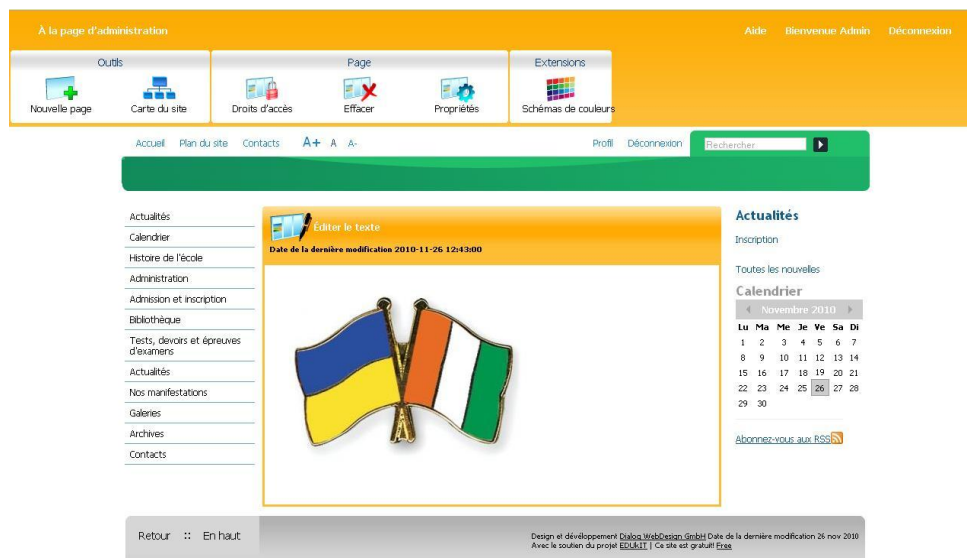 À la page d'administration
Aide Bienvenue Admin Déconnexion
Outils Page Extensions
Nouvelle page Carte du site Droits d'accès Effacer Propriétés Schémas de couleurs
Accueil Plan du site Contacts A+ A A-
Profil Déconnexion Rechercher
Actualités
Calendrier
Histoire de l'école
Administration
Admission et inscription
Bibliothèque
Tests, devoirs et épreuves
d'examens
Actualités
Nos manifestations
Galeries
Archives
Contacts
Éditer le texte
Date de la dernière modification 2010-11-26 12:43:00
Actualités
Inscription
Toutes les nouvelles
Calendrier
Novembre 2010
Lu Ma Me Je Ve Sa Di
1 2 3 4 5 6 7
8 9 10 11 12 13 14
15 16 17 18 19 20 21
22 23 24 25 26 27 28
29 30
Abonnez-vous aux RSS
Retour :: En haut
Design et dévéloppement Dialog WebDesign GmbH Date de la dernière modification 26 nov 2010
Avec le soutien du projet EDUkIT | Ce site est gratuit! Free